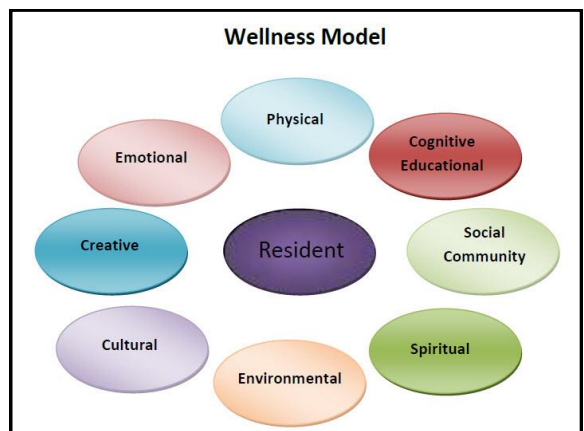 Wellness Model
Physical
Cognitive
Educational
Emotional
Social
Community
Creative
Resident
Cultural
Spiritual
Environmental